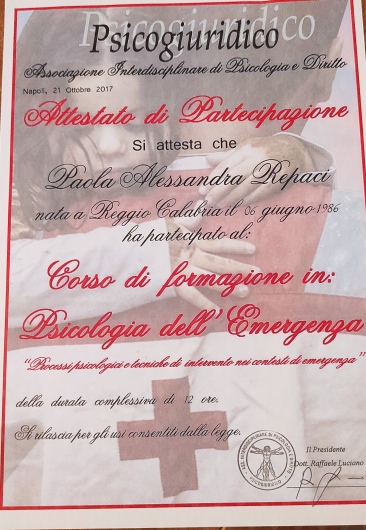 Psicogiuridico
Associazione Interdisciplinare di Psicologia e Diritto
Napoli, 21 Ottobre 2017
Attestato di Partecipazione
Si attesta che
Paola Alessandra Repaci
nata a Reggio Calabria il 06 giugno 1986
ha partecipato al:
Corso di formazione in:
Psicologia dell'Emergenza
"Processi psicologici e tecniche di intervento nei contesti di emergenza"
della durata complessiva di 12 ore.
Si rilascia per gli usi consentiti dalla legge.
Il Presidente
Dott. Raffaele Luciano